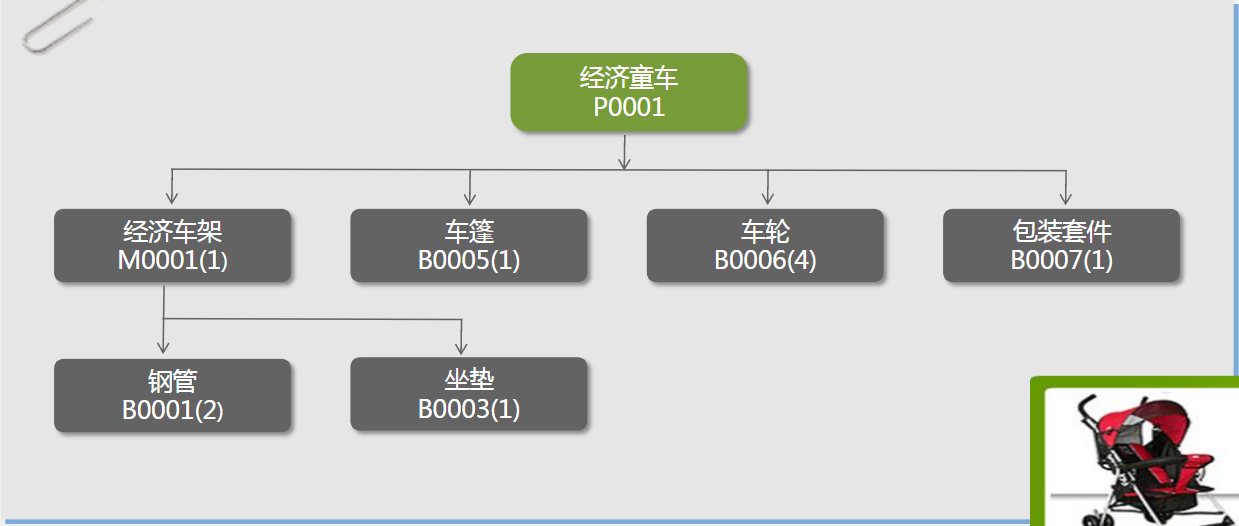 经济童车
P0001
经济车架
M0001(1)
车篷
B0005(1)
车轮
B0006(4)
包装套件
B0007(1)
钢管
B0001(2)
坐垫
B0003(1)